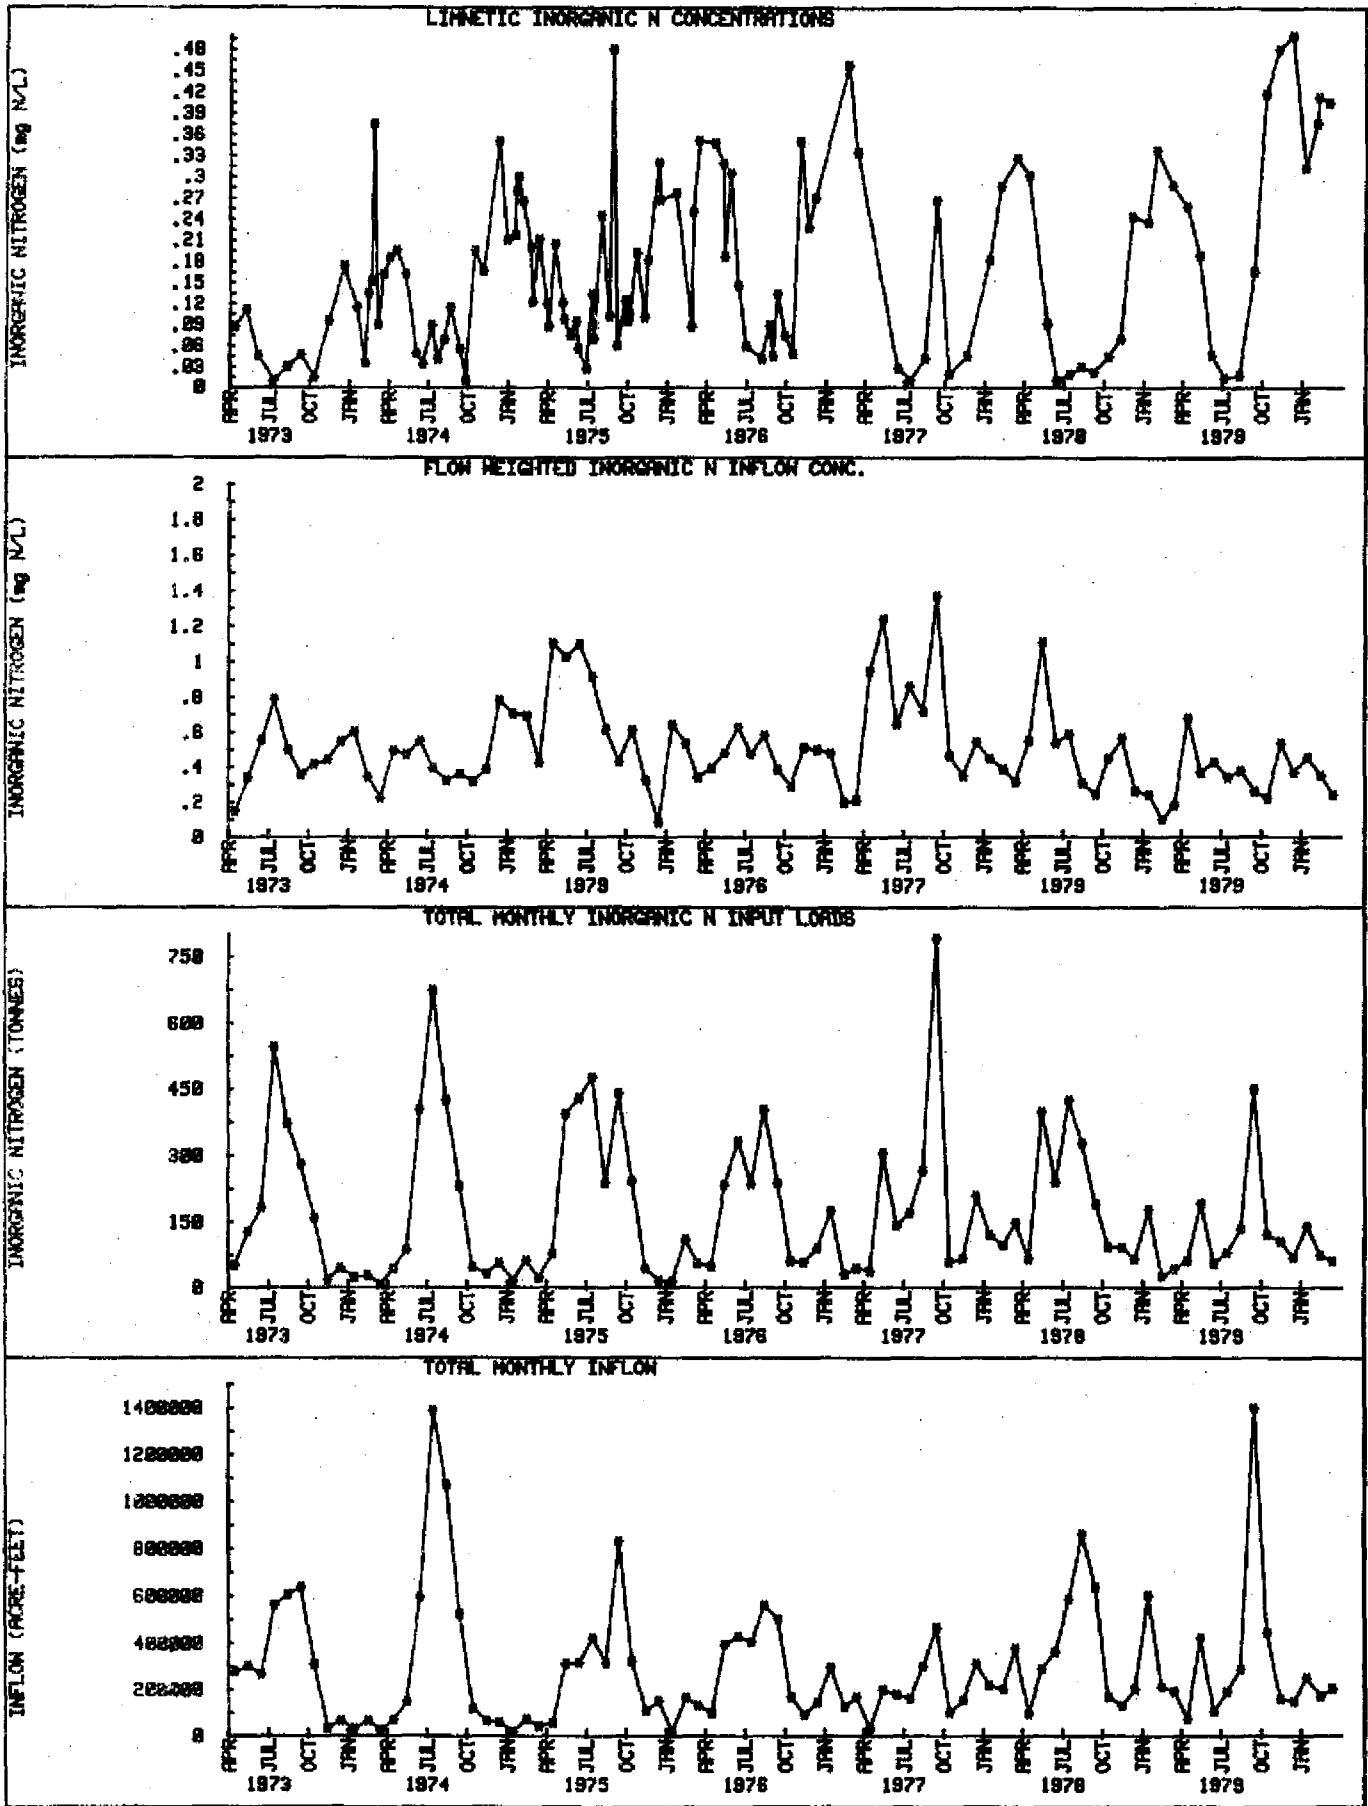 LIMNETIC INORGANIC N CONCENTRATIONS
INORGANIC NITROGEN (mg N/L)
.48
.45
.42
.39
.36
.33
.3
.27
.24
.21
.18
.15
.12
.09
.06
.03
0
APR JUL OCT JAN APR JUL OCT JAN APR JUL OCT JAN APR JUL OCT JAN APR JUL OCT JAN APR JUL OCT JAN APR JUL OCT JAN
1973 1974 1975 1976 1977 1978 1979
FLOW WEIGHTED INORGANIC N INFLOW CONC.
INORGANIC NITROGEN (mg N/L)
2
1.8
1.6
1.4
1.2
1
.8
.6
.4
.2
0
APR JUL OCT JAN APR JUL OCT JAN APR JUL OCT JAN APR JUL OCT JAN APR JUL OCT JAN APR JUL OCT JAN APR JUL OCT JAN
1973 1974 1979 1976 1977 1979 1979
TOTAL MONTHLY INORGANIC N INPUT LOADS
INORGANIC NITROGEN (TONNES)
750
600
450
300
150
0
APR JUL OCT JAN APR JUL OCT JAN APR JUL OCT JAN APR JUL OCT JAN APR JUL OCT JAN APR JUL OCT JAN APR JUL OCT JAN
1973 1974 1975 1976 1977 1978 1979
TOTAL MONTHLY INFLOW
INFLOW (ACRE-FEET)
1400000
1200000
1000000
800000
600000
400000
200000
0
APR JUL OCT JAN APR JUL OCT JAN APR JUL OCT JAN APR JUL OCT JAN APR JUL OCT JAN APR JUL OCT JAN APR JUL OCT JAN
1973 1974 1975 1976 1977 1978 1979